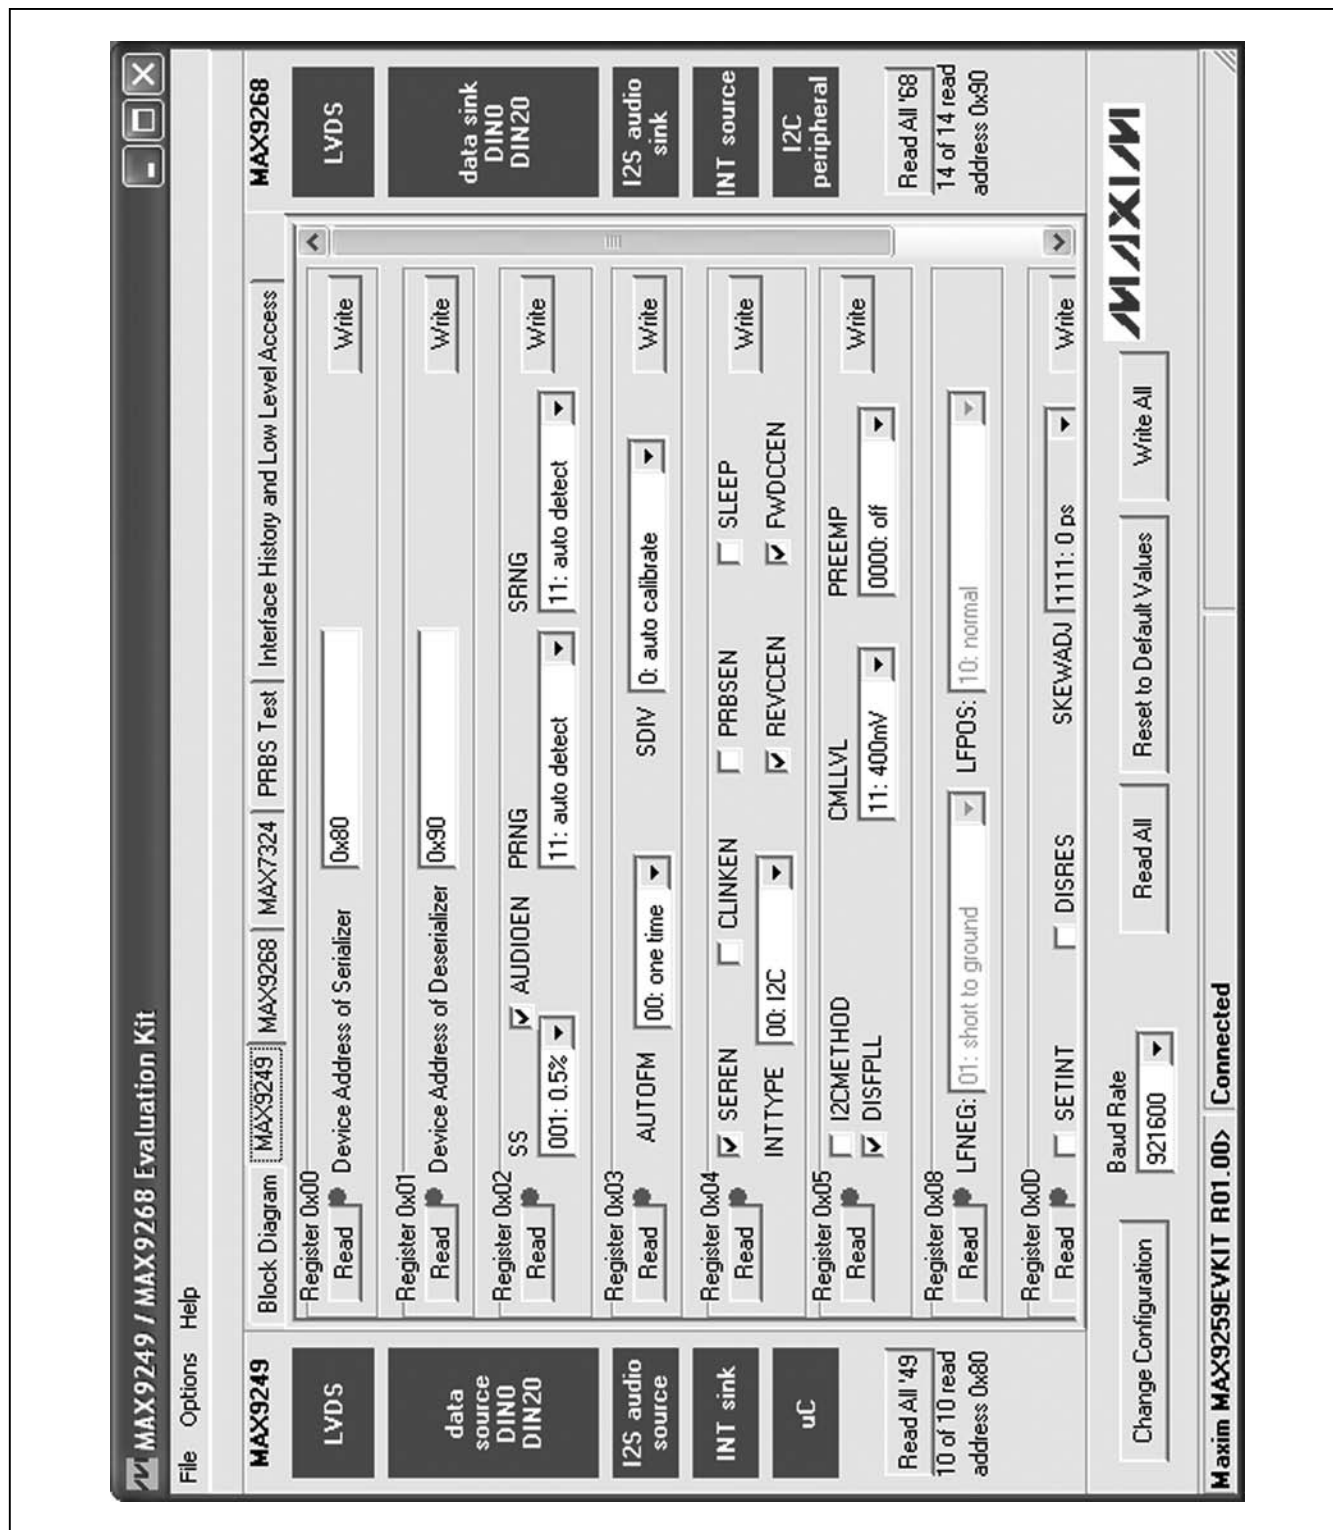 MAX9249 / MAX9268 Evaluation Kit
File Options Help
MAX9249
LVDS
data
source
DIN0
DIN20
I2S audio
source
INT sink
uC
Read All '49
10 of 10 read
address 0x80
Block Diagram MAX9249 MAX9268 MAX7324 PRBS Test Interface History and Low Level Access
Register 0x00
Read Device Address of Serializer 0x80 Write
Register 0x01
Read Device Address of Deserializer 0x90 Write
Register 0x02
Read SS AUDIOEN PRNG SRNG Write
001: 0.5% 11: auto detect 11: auto detect
Register 0x03
Read AUTOFM 00: one time SDIV 0: auto calibrate Write
Register 0x04
Read SEREN CLINKEN PRBSEN SLEEP Write
INTTYPE 00: I2C REVCCEN FWDCCEN
Register 0x05
Read I2CMETHOD CMLLVL PREEMP Write
DISFPLL 11: 400mV 0000: off
Register 0x08
Read LFNEG: 01: short to ground LFPOS: 10: normal
Register 0x0D
Read SETINT DISRES SKEWADJ 1111: 0 ps Write
MAX9268
LVDS
data sink
DIN0
DIN20
I2S audio
sink
INT source
I2C
peripheral
Read All '68
14 of 14 read
address 0x90
Change Configuration
Baud Rate
921600
Read All Reset to Default Values Write All
MAXIM
Maxim MAX9259EVKIT R01.00> Connected